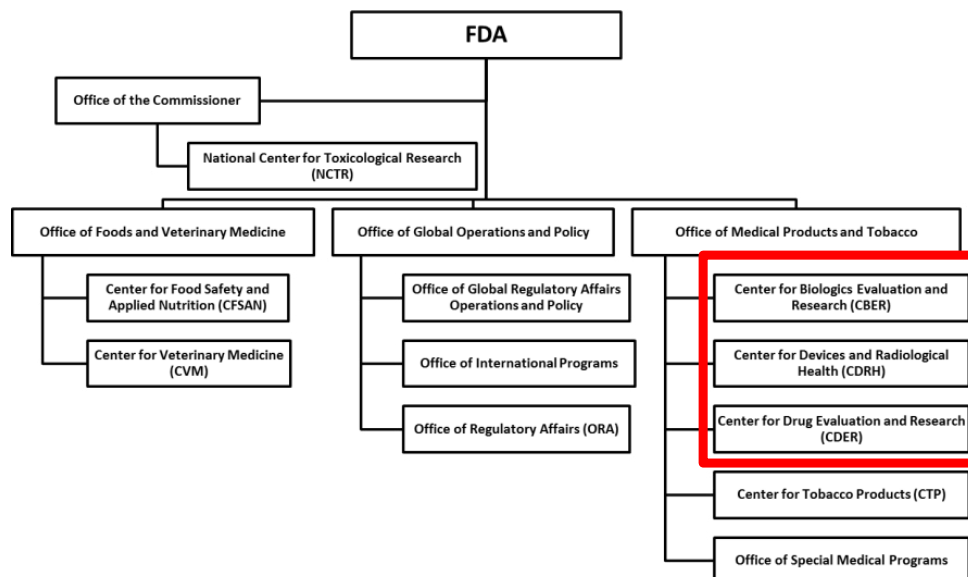 FDA
Office of the Commissioner
National Center for Toxicological Research
(NCTR)
Office of Foods and Veterinary Medicine
Office of Global Operations and Policy
Office of Medical Products and Tobacco
Center for Food Safety and
Applied Nutrition (CFSAN)
Center for Veterinary Medicine
(CVM)
Office of Global Regulatory Affairs
Operations and Policy
Office of International Programs
Office of Regulatory Affairs (ORA)
Center for Biologics Evaluation and
Research (CBER)
Center for Devices and Radiological
Health (CDRH)
Center for Drug Evaluation and Research
(CDER)
Center for Tobacco Products (CTP)
Office of Special Medical Programs